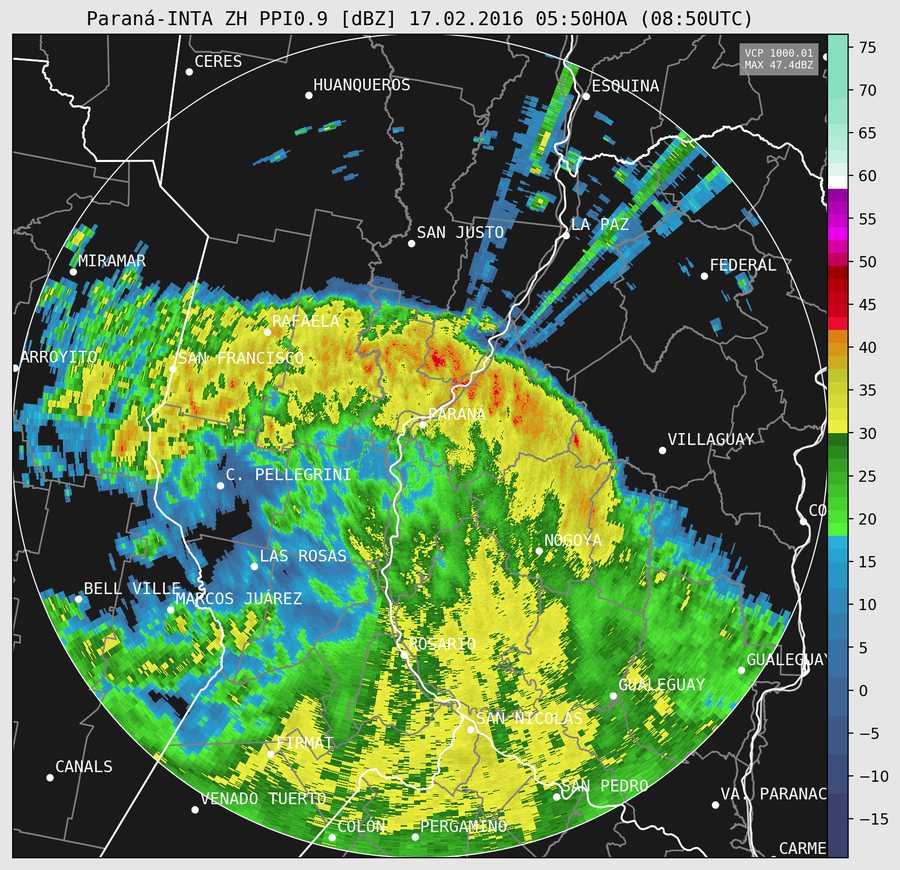 Paraná-INTA ZH PPI0.9 [dBZ] 17.02.2016 05:50HOA (08:50UTC)
VCP 1000.01
MAX 47.4dBZ
CERES
HUANQUEROS
ESQUINA
SAN JUSTO
LA PAZ
MIRAMAR
FEDERAL
RAFAELA
ARROYITO
SAN FRANCISCO
PARANA
VILLAGUAY
C. PELLEGRINI
CO
NOGOYA
LAS ROSAS
BELL VILLE
MARCOS JUAREZ
ROSARIO
GUALEGUAY
GUALEGUAY
SAN NICOLAS
FIRMAT
CANALS
SAN PEDRO
VENADO TUERTO
VA. PARANAC
COLÓN
PERGAMINO
CARME
75
70
65
60
55
50
45
40
35
30
25
20
15
10
5
0
−5
−10
−15